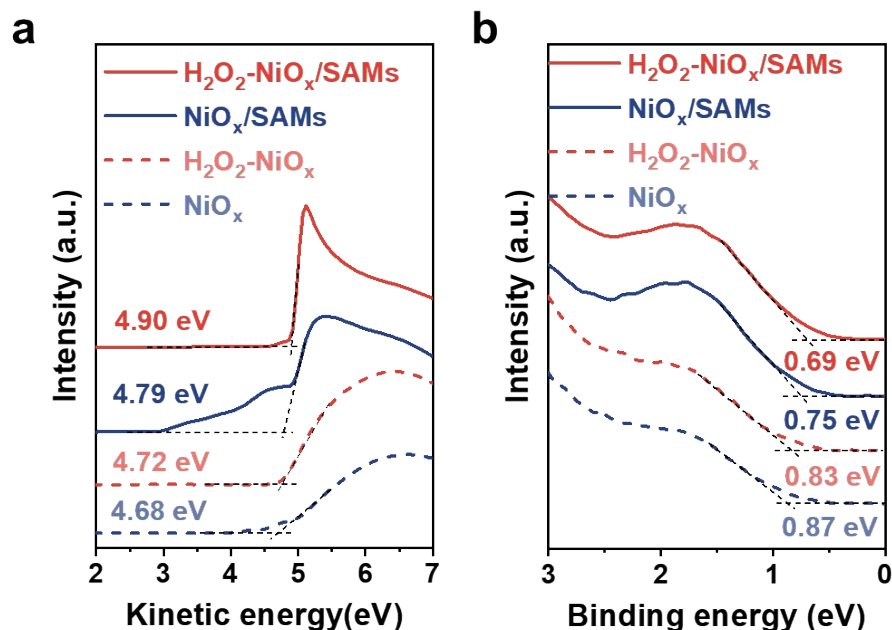 a
H₂O₂-NiOₓ/SAMs
NiOₓ/SAMs
H₂O₂-NiOₓ
NiOₓ
4.90 eV
4.79 eV
4.72 eV
4.68 eV
Intensity (a.u.)
2 3 4 5 6 7
Kinetic energy(eV)
b
H₂O₂-NiOₓ/SAMs
NiOₓ/SAMs
H₂O₂-NiOₓ
NiOₓ
0.69 eV
0.75 eV
0.83 eV
0.87 eV
Intensity (a.u.)
3 2 1 0
Binding energy (eV)